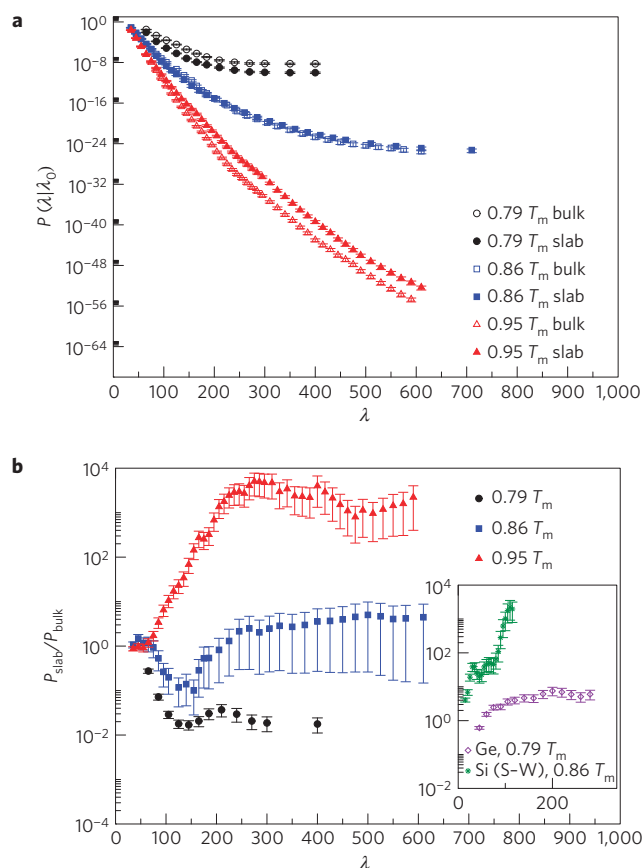 a
10^0
10^−8
10^−16
10^−24
10^−32
10^−40
10^−48
10^−56
10^−64
P (λ|λ0)
0.79 Tm bulk
0.79 Tm slab
0.86 Tm bulk
0.86 Tm slab
0.95 Tm bulk
0.95 Tm slab
0 100 200 300 400 500 600 700 800 900 1,000
λ
b
10^4
10^2
10^0
10^−2
10^−4
Pslab/Pbulk
0.79 Tm
0.86 Tm
0.95 Tm
10^4
10^2
10^0
10^−2
Ge, 0.79 Tm
Si (S–W), 0.86 Tm
0 200
0 100 200 300 400 500 600 700 800 900 1,000
λ